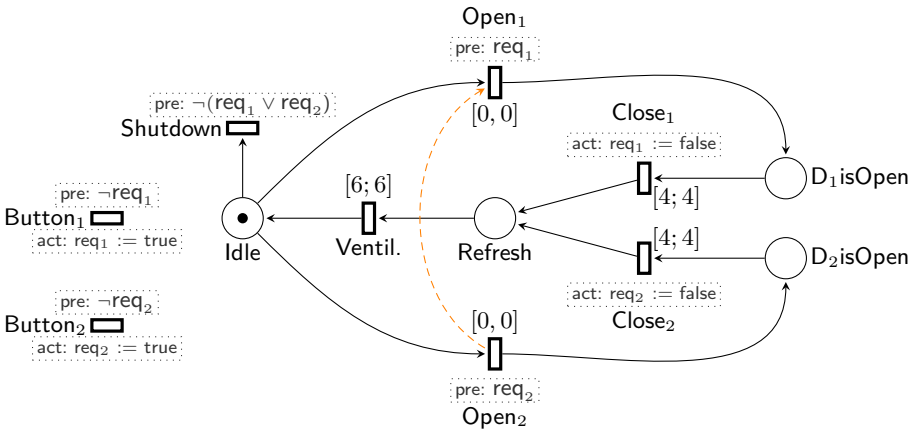 Open₁
pre: req₁
[0, 0]
pre: ¬(req₁ ∨ req₂)
Shutdown
Close₁
act: req₁ := false
[4; 4]
D₁isOpen
pre: ¬req₁
Button₁
act: req₁ := true
Idle
[6; 6]
Ventil.
Refresh
[4; 4]
D₂isOpen
act: req₂ := false
Close₂
pre: ¬req₂
Button₂
act: req₂ := true
[0, 0]
pre: req₂
Open₂